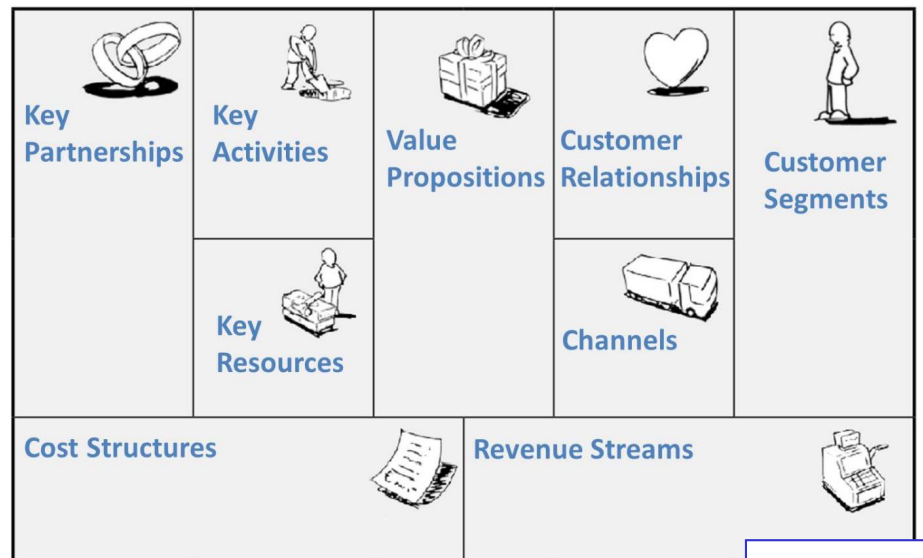 Key
Partnerships
Key
Activities
Key
Resources
Value
Propositions
Customer
Relationships
Channels
Customer
Segments
Cost Structures
Revenue Streams